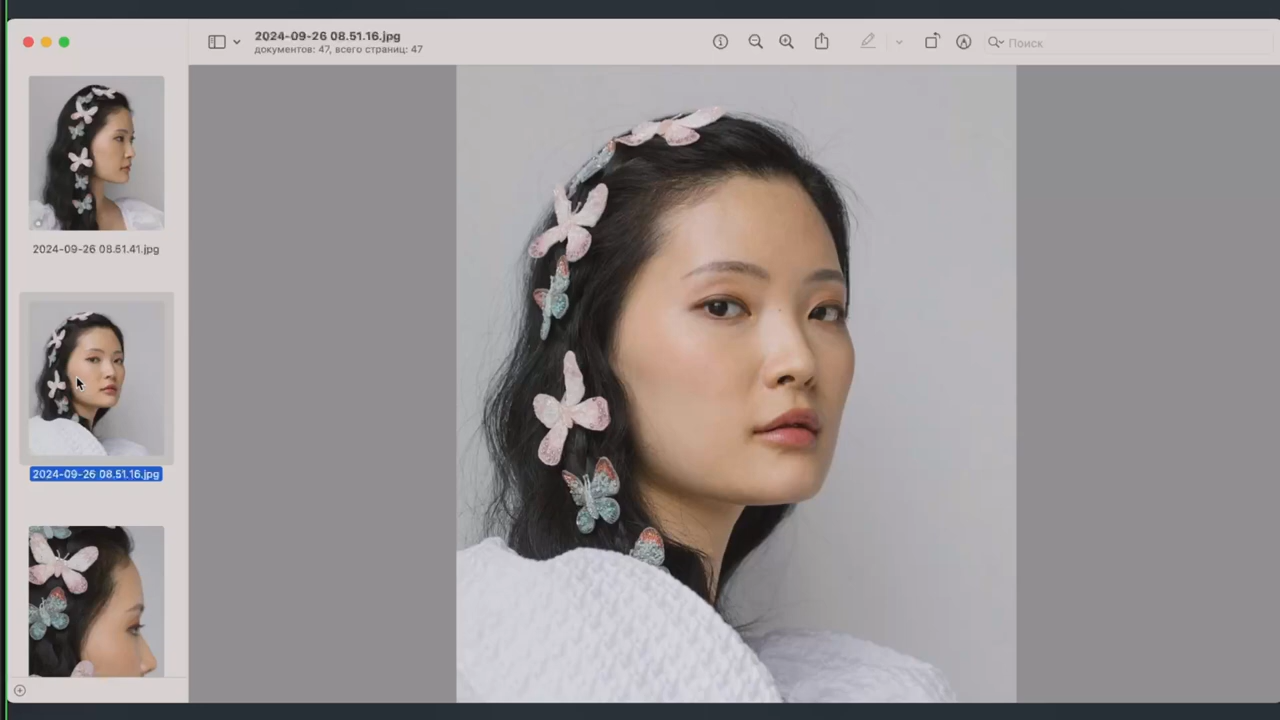 2024-09-26 08.51.16.jpg
документов: 47, всего страниц: 47
Поиск
2024-09-26 08.51.41.jpg
2024-09-26 08.51.16.jpg